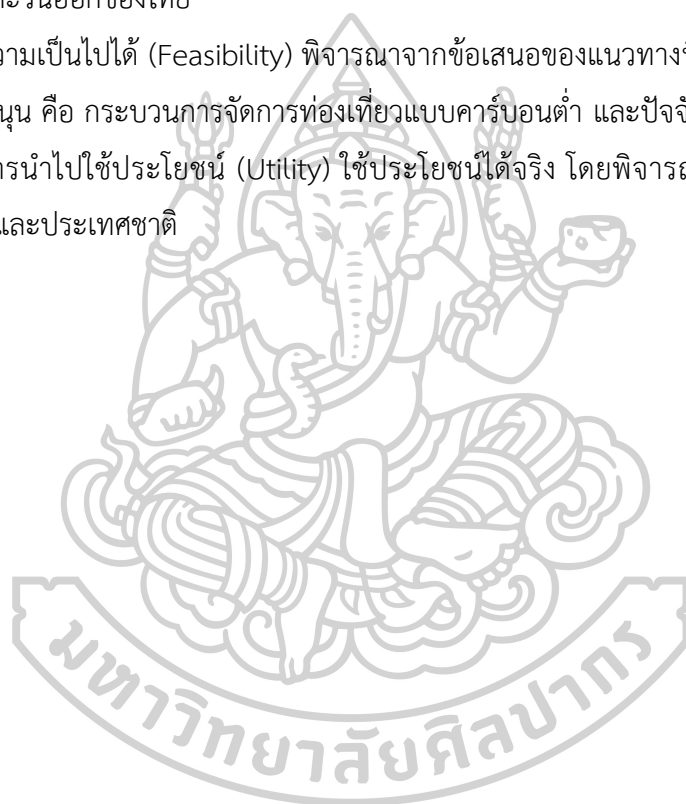 ะวันออกของไทย
วามเป็นไปได้ (Feasibility) พิจารณาจากข้อเสนอของแนวทาง
นุน คือ กระบวนการจัดการท่องเที่ยวแบบคาร์บอนต่ำ และปัจจั
ารนำไปใช้ประโยชน์ (Utility) ใช้ประโยชน์ได้จริง โดยพิจารณ
และประเทศชาติ
มหาวิทยาลัยศิลปากร